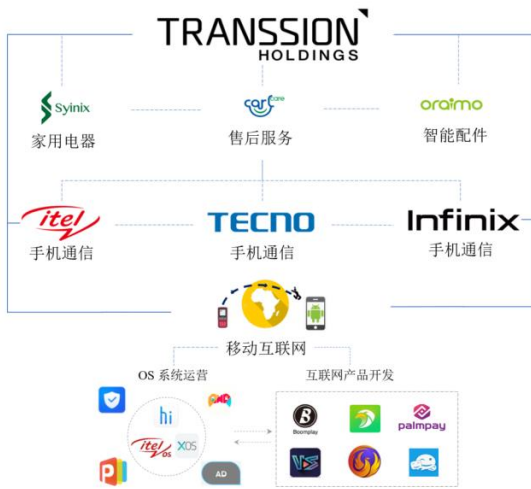 TRANSSION
HOLDINGS
Syinix
carlcare
oraimo
家用电器
售后服务
智能配件
itel
TECNO
Infinix
手机通信
手机通信
手机通信
移动互联网
OS 系统运营
互联网产品开发
hi
itel OS
XOS
AD
B
Boomplay
palmpay
VS